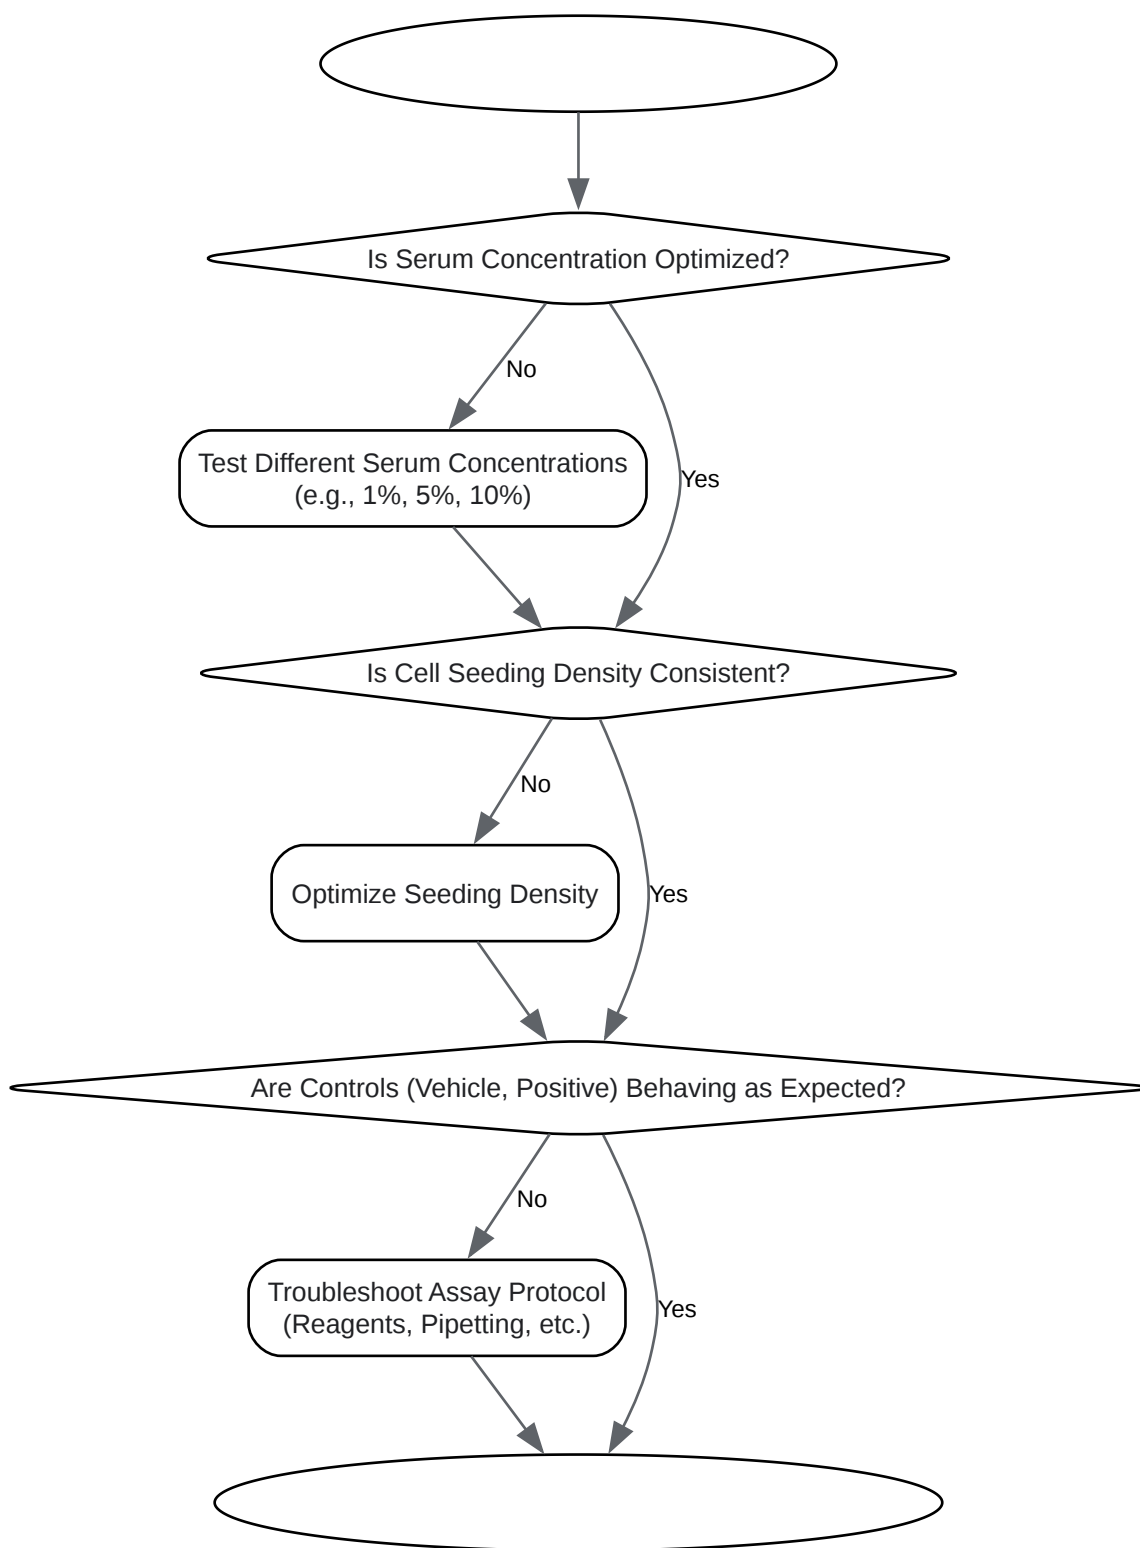 Is Serum Concentration Optimized?
No
Test Different Serum Concentrations
(e.g., 1%, 5%, 10%)
Yes
Is Cell Seeding Density Consistent?
No
Optimize Seeding Density
Yes
Are Controls (Vehicle, Positive) Behaving as Expected?
No
Troubleshoot Assay Protocol
(Reagents, Pipetting, etc.)
Yes